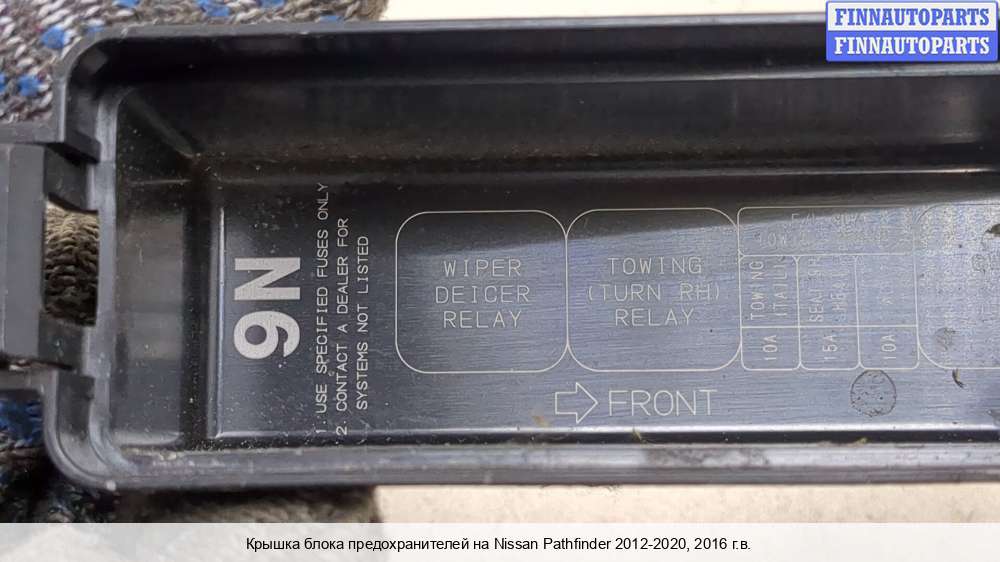 FINNAUTOPARTS
FINNAUTOPARTS
9N
1. USE SPECIFIED FUSES ONLY
2. CONTACT A DEALER FOR
SYSTEMS NOT LISTED
WIPER
DEICER
RELAY
TOWING
(TURN RH)
RELAY
TOWING
10A
15A
10A
FRONT
Крышка блока предохранителей на Nissan Pathfinder 2012-2020, 2016 г.в.